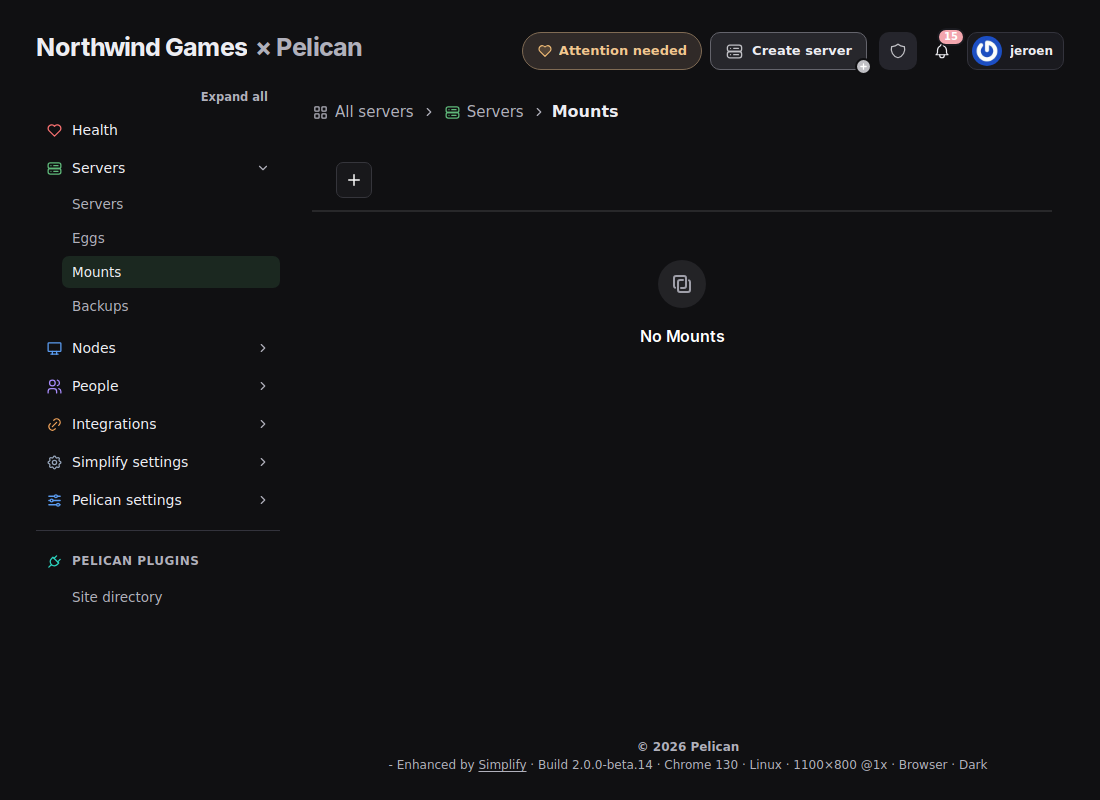 Northwind Games × Pelican
Attention needed
Create server
15
jeroen
Expand all
All servers
Servers
Mounts
Health
Servers
Servers
Eggs
Mounts
Backups
Nodes
People
Integrations
Simplify settings
Pelican settings
PELICAN PLUGINS
Site directory
No Mounts
© 2026 Pelican
- Enhanced by Simplify · Build 2.0.0-beta.14 · Chrome 130 · Linux · 1100×800 @1x · Browser · Dark